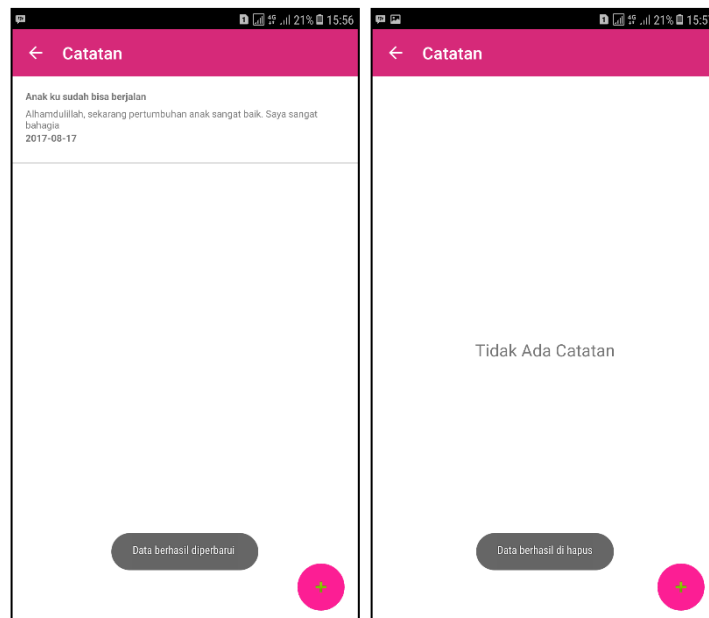 21% 15:56
Catatan
Anak ku sudah bisa berjalan
Alhamdulillah, sekarang pertumbuhan anak sangat baik. Saya sangat
bahagia
2017-08-17
Data berhasil diperbarui
+
21% 15:5
Catatan
Tidak Ada Catatan
Data berhasil di hapus
+